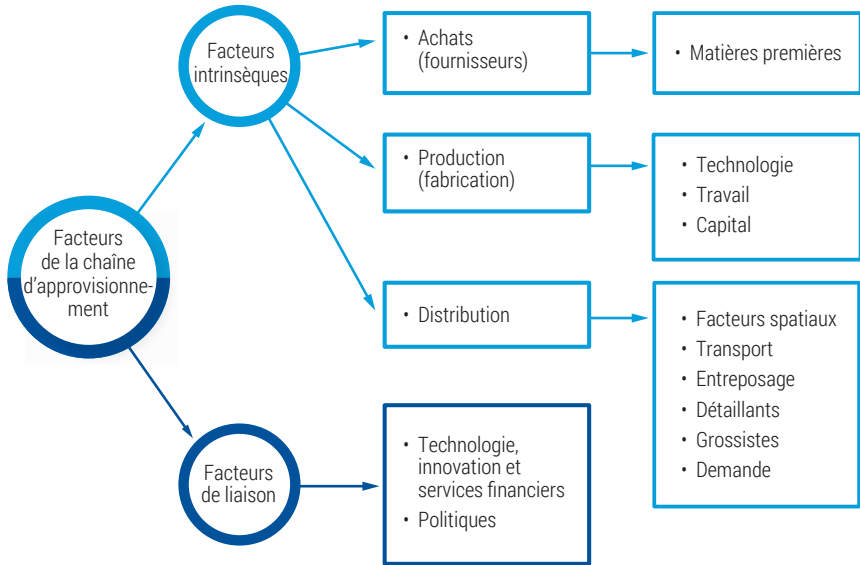 Facteurs
de la chaîne
d'approvisionne-
ment
Facteurs
intrinsèques
• Achats
(fournisseurs)
• Matières premières
• Production
(fabrication)
• Technologie
• Travail
• Capital
• Distribution
• Facteurs spatiaux
• Transport
• Entreposage
• Détaillants
• Grossistes
• Demande
Facteurs
de liaison
• Technologie,
innovation et
services financiers
• Politiques